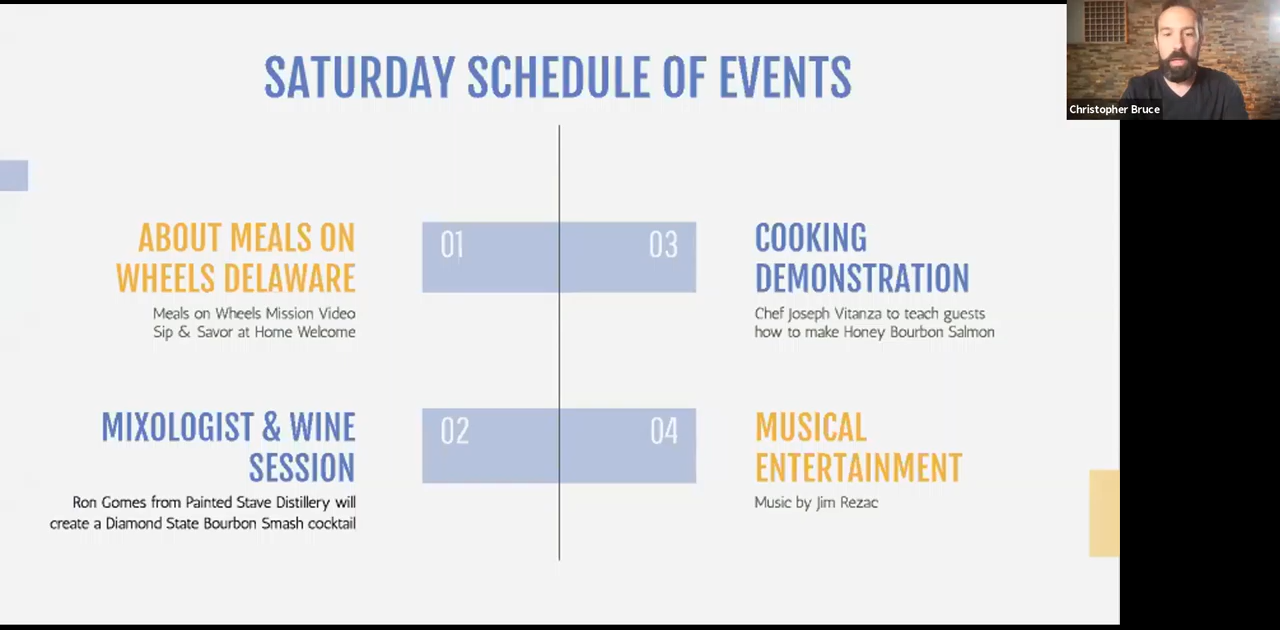 SATURDAY SCHEDULE OF EVENTS
Christopher Bruce
01
ABOUT MEALS ON
WHEELS DELAWARE
Meals on Wheels Mission Video
Sip & Savor at Home Welcome
02
MIXOLOGIST & WINE
SESSION
Ron Gomes from Painted Stave Distillery will
create a Diamond State Bourbon Smash cocktail
03
COOKING
DEMONSTRATION
Chef Joseph Vitanza to teach guests
how to make Honey Bourbon Salmon
04
MUSICAL
ENTERTAINMENT
Music by Jim Rezac